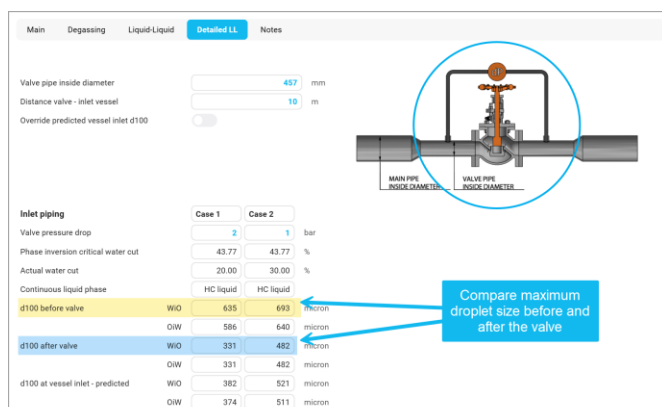 Main Degassing Liquid-Liquid Detailed LL Notes
Valve pipe inside diameter 457 mm
Distance valve - inlet vessel 10 m
Override predicted vessel inlet d100
MAIN PIPE INSIDE DIAMETER
VALVE PIPE INSIDE DIAMETER
Inlet piping Case 1 Case 2
Valve pressure drop 2 1 bar
Phase inversion critical water cut 43.77 43.77 %
Actual water cut 20.00 30.00 %
Continuous liquid phase HC liquid HC liquid
d100 before valve WiO 635 693 micron
OiW 586 640 micron
d100 after valve WiO 331 482 micron
OiW 331 482 micron
d100 at vessel inlet - predicted WiO 382 521 micron
OiW 374 511 micron
Compare maximum
droplet size before and
after the valve